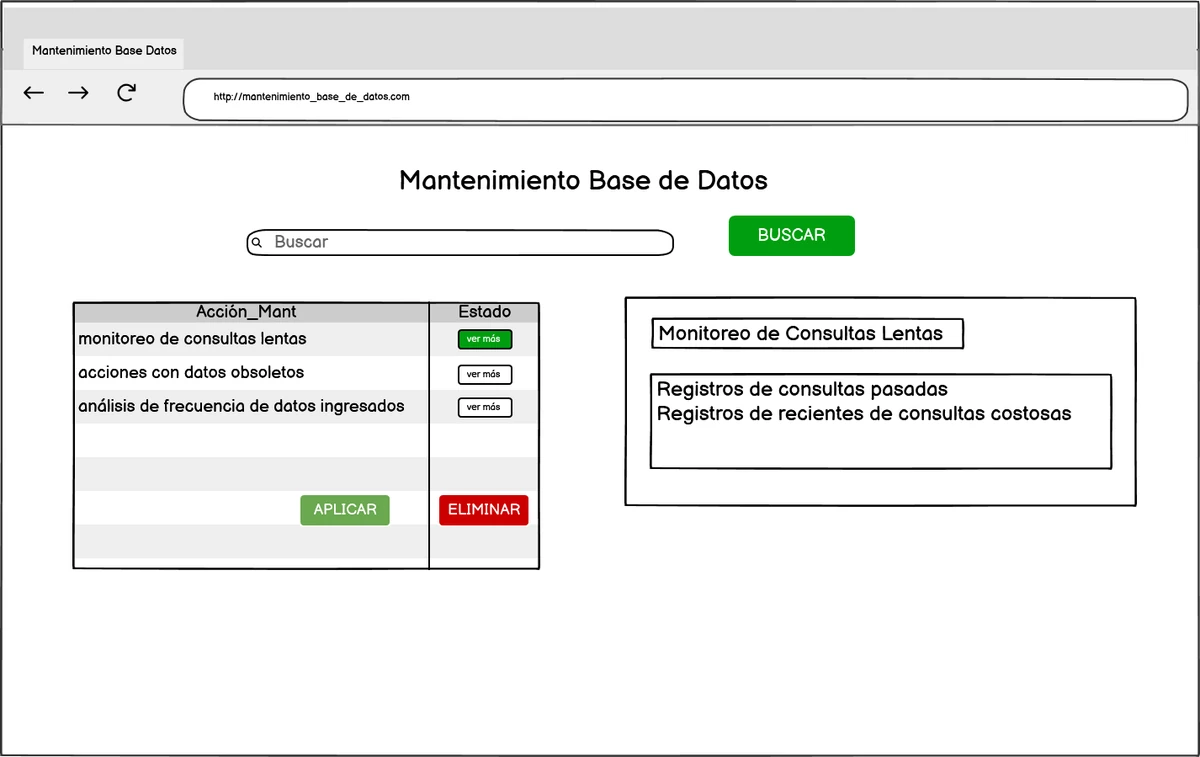 Mantenimiento Base Datos
http://mantenimiento_base_de_datos.com
Mantenimiento Base de Datos
Buscar
BUSCAR
Acción_Mant
Estado
monitoreo de consultas lentas
ver más
acciones con datos obsoletos
ver más
análisis de frecuencia de datos ingresados
ver más
APLICAR
ELIMINAR
Monitoreo de Consultas Lentas
Registros de consultas pasadas
Registros de recientes de consultas costosas